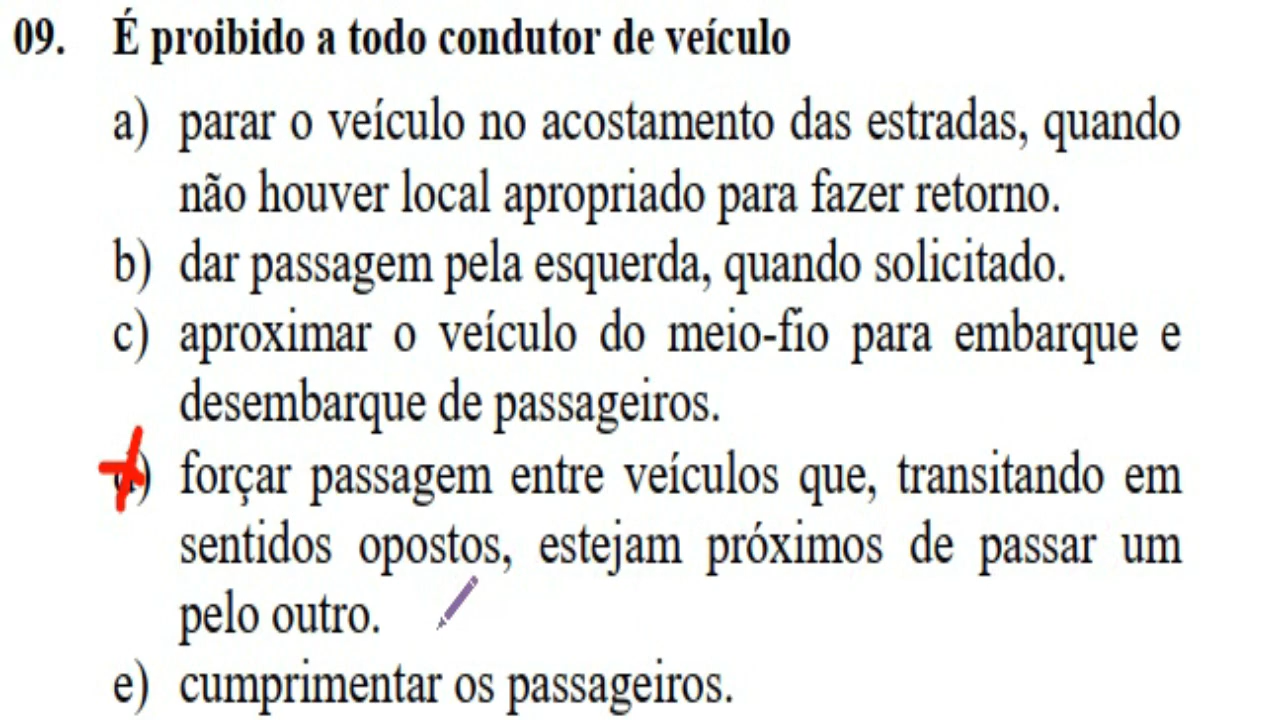 09. É proibido a todo condutor de veículo
a) parar o veículo no acostamento das estradas, quando
não houver local apropriado para fazer retorno.
b) dar passagem pela esquerda, quando solicitado.
c) aproximar o veículo do meio-fio para embarque e
desembarque de passageiros.
d) forçar passagem entre veículos que, transitando em
sentidos opostos, estejam próximos de passar um
pelo outro.
e) cumprimentar os passageiros.